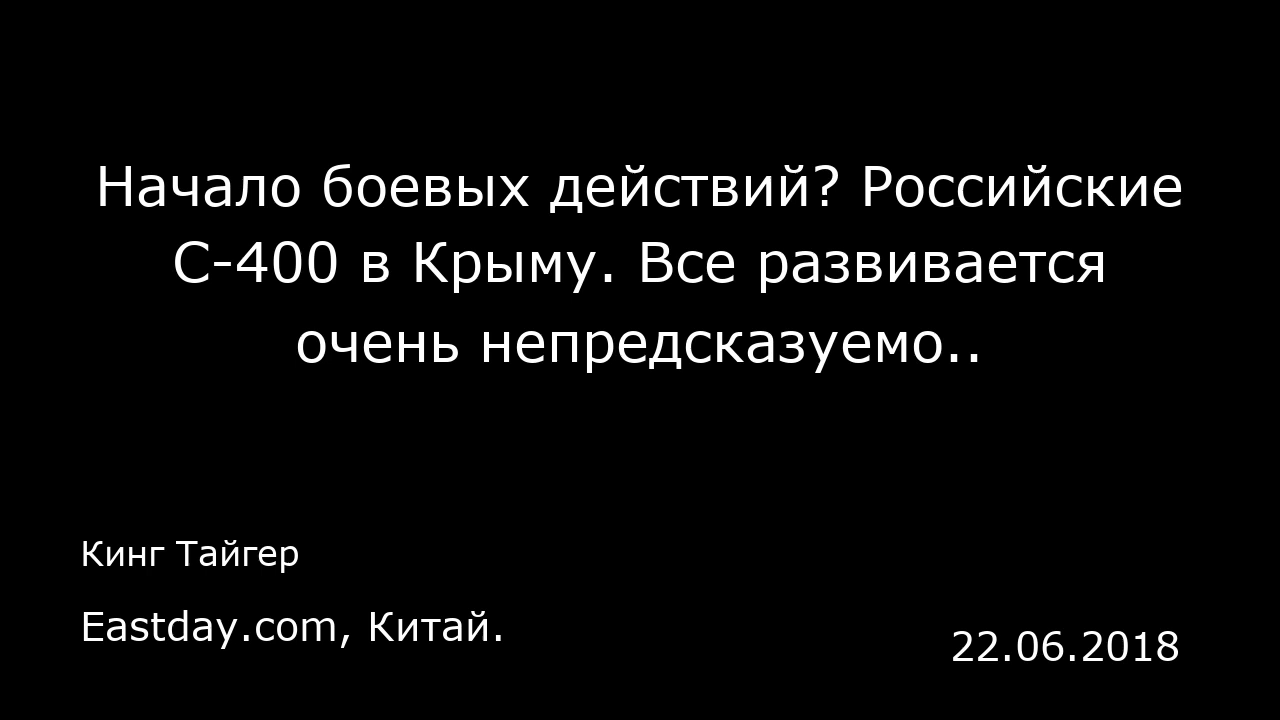 Начало боевых действий? Российские
С-400 в Крыму. Все развивается
очень непредсказуемо..
Кинг Тайгер
Eastday.com, Китай.
22.06.2018